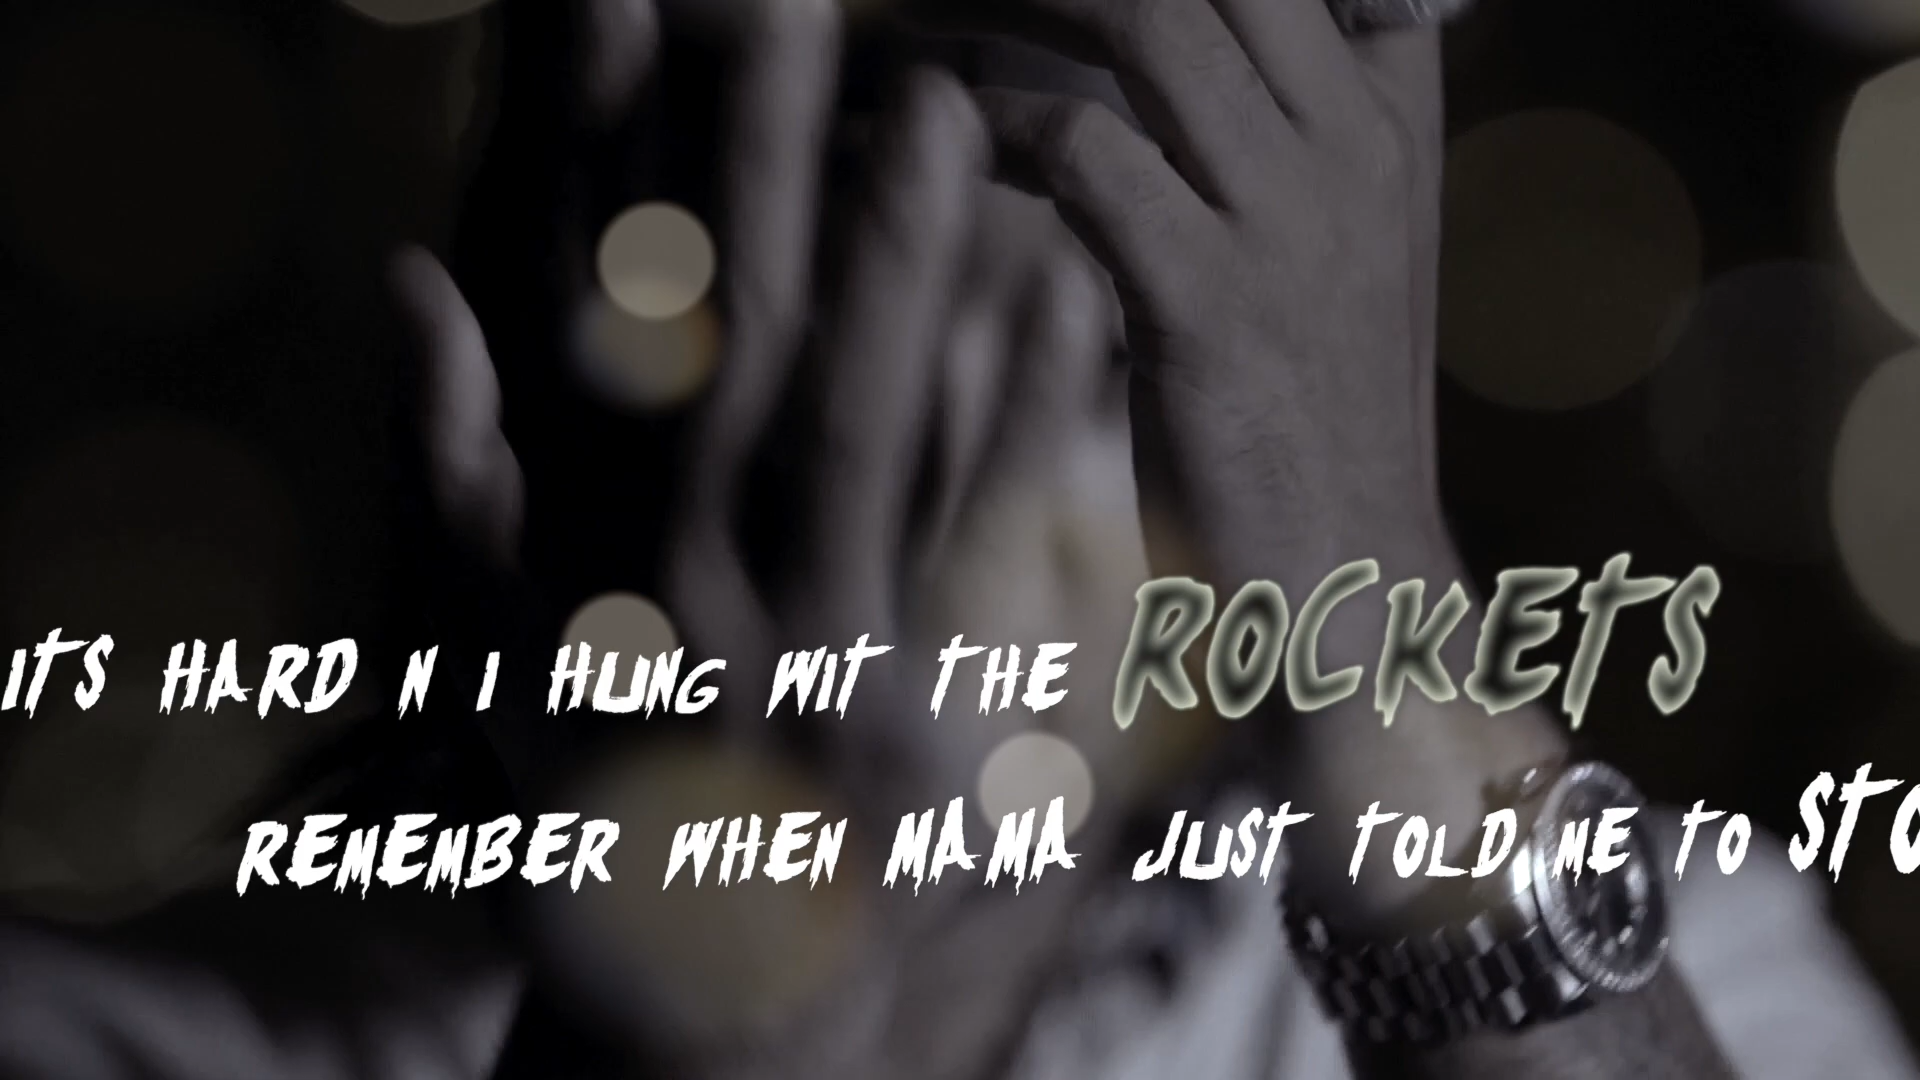 ITS HARD N I HUNG WIT THE ROCKETS
REMEMBER WHEN MAMA JUST TOLD ME TO